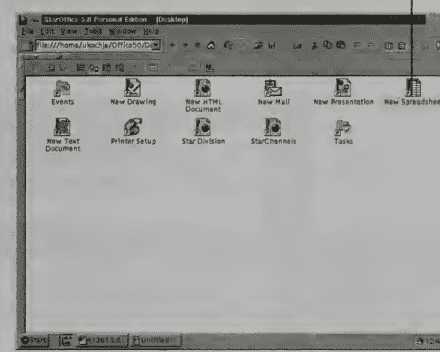 StarOffice 5.0 Personal Edition [Desktop]
File Edit View Tools Window Help
file:///home/ukochja/Office50/De
Events
New Drawing
New HTML Document
New Mail
New Presentation
New Spreadshe
New Text Document
Printer Setup
Star Division
StarChannels
Tasks
Start
Untitled